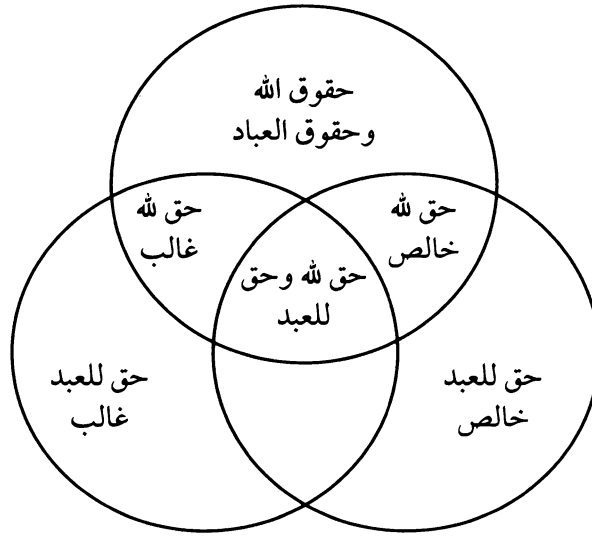 حقوق الله
وحقوق العباد
حق لله
خالص
حق لله
غالب
حق لله وحق
للعبد
حق للعبد
خالص
حق للعبد
غالب